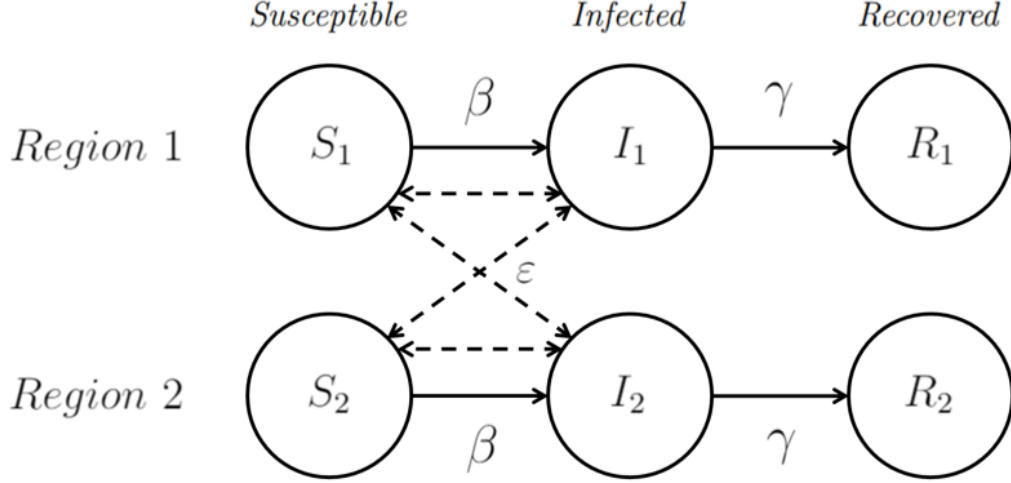 Susceptible Infected Recovered
β γ
Region 1 S₁ I₁ R₁
ε
Region 2 S₂ I₂ R₂
β γ